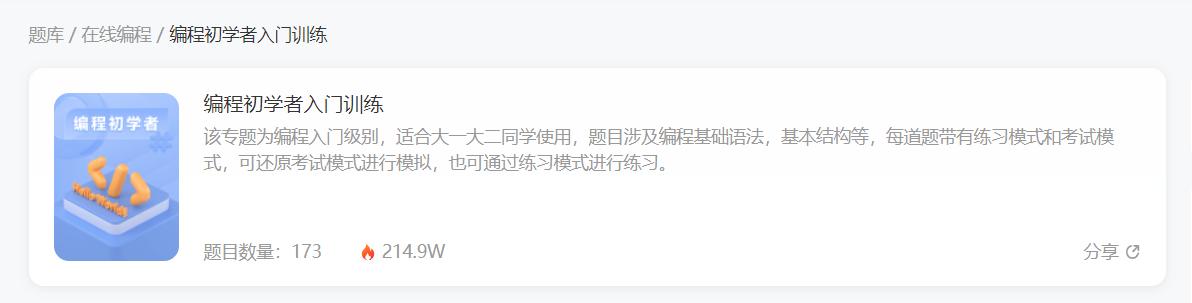 题库 / 在线编程 / 编程初学者入门训练
编程初学者
Hello World!
编程初学者入门训练
该专题为编程入门级别，适合大一大二同学使用，题目涉及编程基础语法，基本结构等，每道题带有练习模式和考试模
式，可还原考试模式进行模拟，也可通过练习模式进行练习。
题目数量：173 214.9W 分享